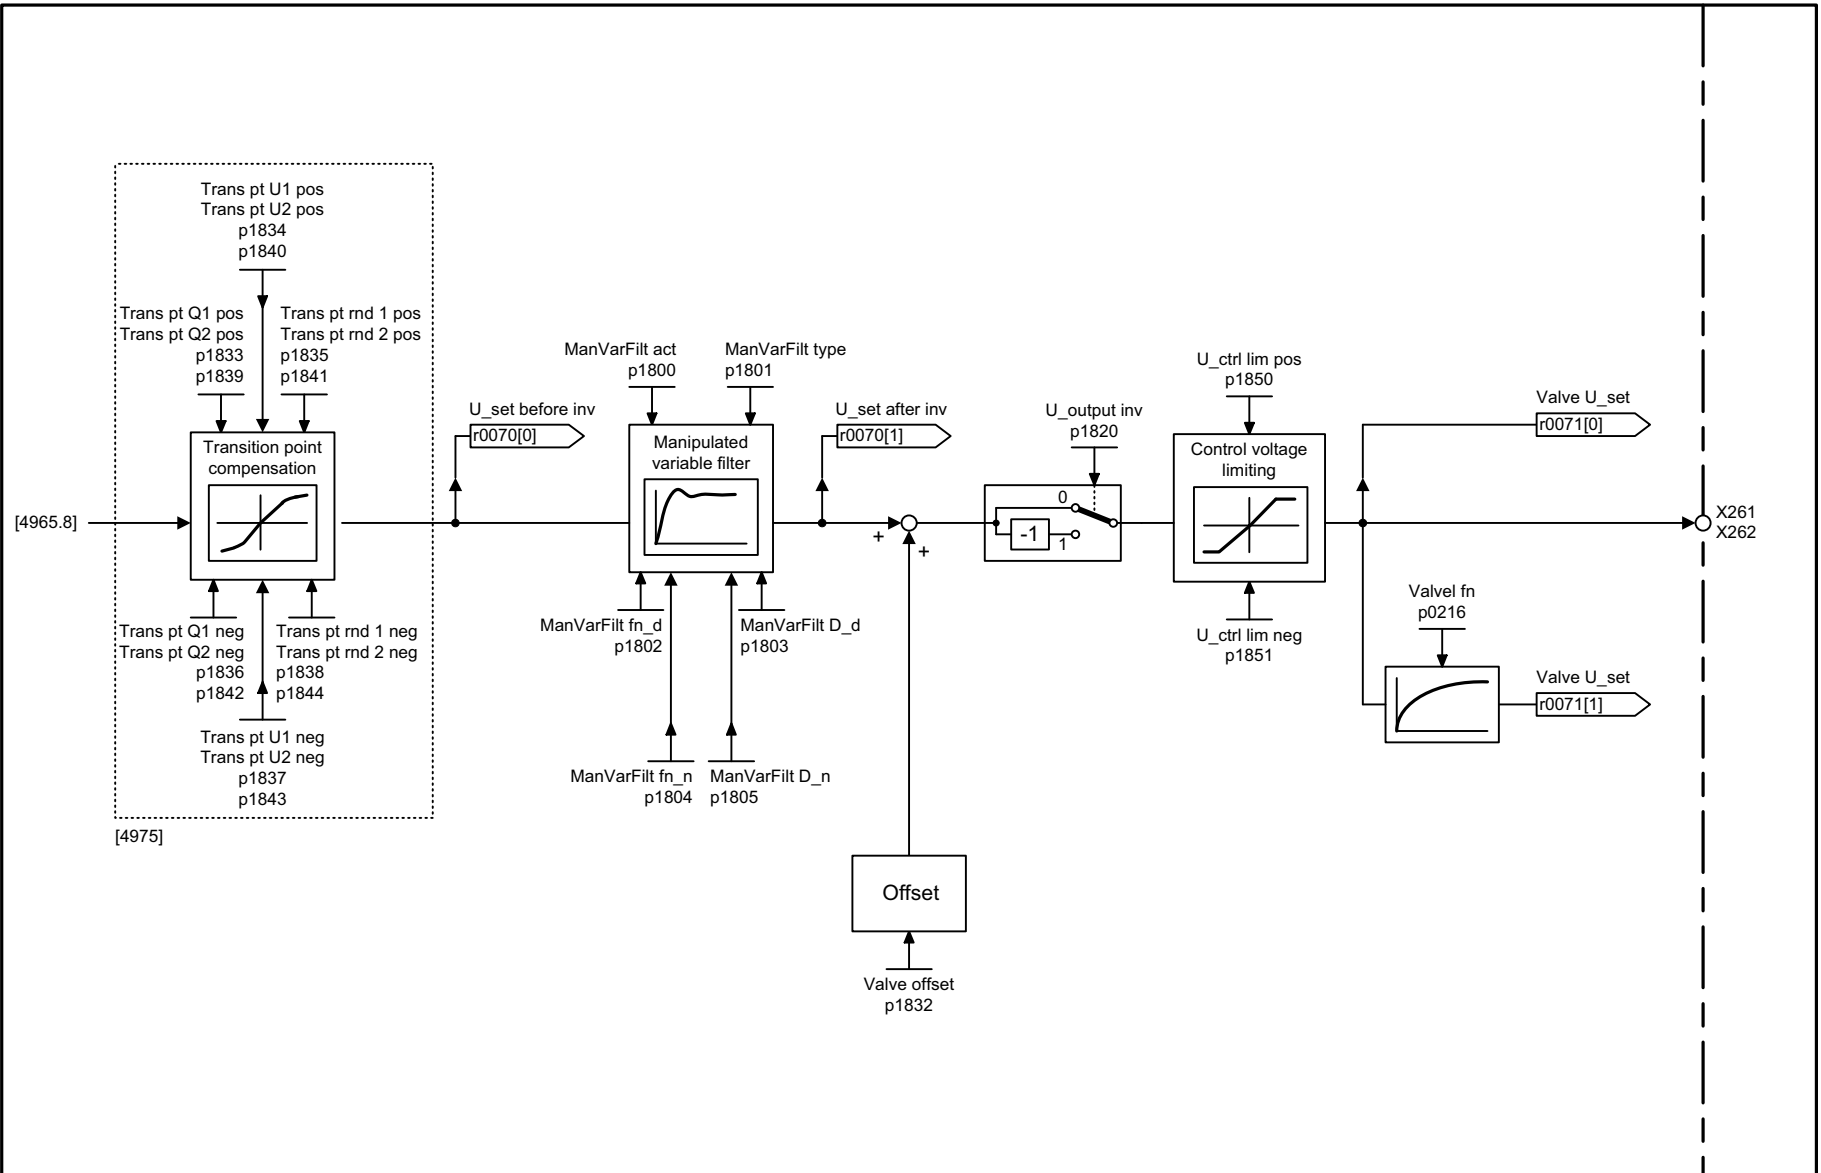 Trans pt U1 pos
Trans pt U2 pos
p1834
p1840
Trans pt Q1 pos
Trans pt Q2 pos
p1833
p1839
Trans pt rnd 1 pos
Trans pt rnd 2 pos
p1835
p1841
Transition point
compensation
[4965.8]
Trans pt Q1 neg
Trans pt Q2 neg
p1836
p1842
Trans pt rnd 1 neg
Trans pt rnd 2 neg
p1838
p1844
Trans pt U1 neg
Trans pt U2 neg
p1837
p1843
[4975]
U_set before inv
r0070[0]
ManVarFilt act
p1800
ManVarFilt type
p1801
Manipulated
variable filter
ManVarFilt fn_d
p1802
ManVarFilt D_d
p1803
ManVarFilt fn_n
p1804
ManVarFilt D_n
p1805
U_set after inv
r0070[1]
+
+
Offset
Valve offset
p1832
U_output inv
p1820
0
-1
1
U_ctrl lim pos
p1850
Control voltage
limiting
U_ctrl lim neg
p1851
Valve U_set
r0071[0]
X261
X262
Valvel fn
p0216
Valve U_set
r0071[1]